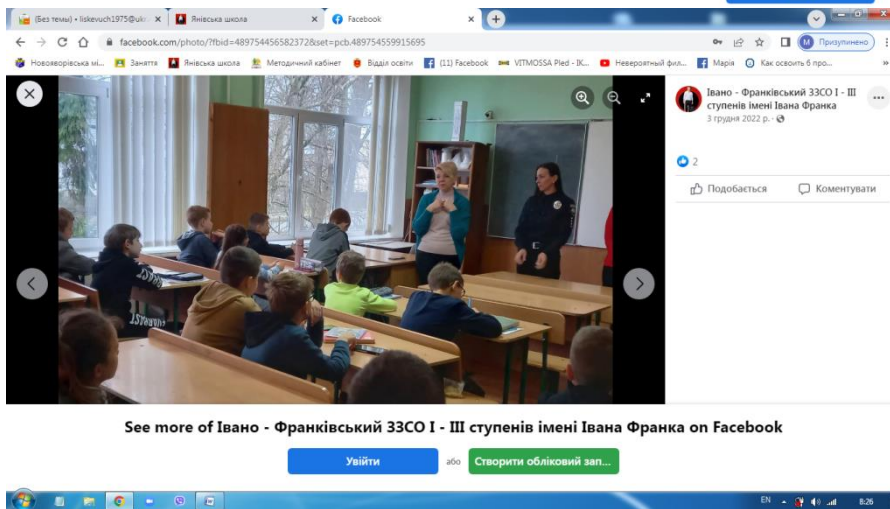 (Без темы) • liskevuch1975@ukr
Янівська школа
Facebook
facebook.com/photo/?fbid=489754456582372&set=pcb.489754559915695
M
Призупинено
Новояворівська мі...
Заняття
Янівська школа
Методичний кабінет
Відділ освіти
(11) Facebook
VITMOSSA Pled - IK...
Невероятный фил...
Марія
Как освоить 6 про...
Івано - Франківський ЗЗСО І - ІІІ
ступенів імені Івана Франка
3 грудня 2022 р. ·
2
Подобається
Коментувати
See more of Івано - Франківський ЗЗСО І - ІІІ ступенів імені Івана Франка on Facebook
Увійти
або
Створити обліковий зап...
EN
8:26